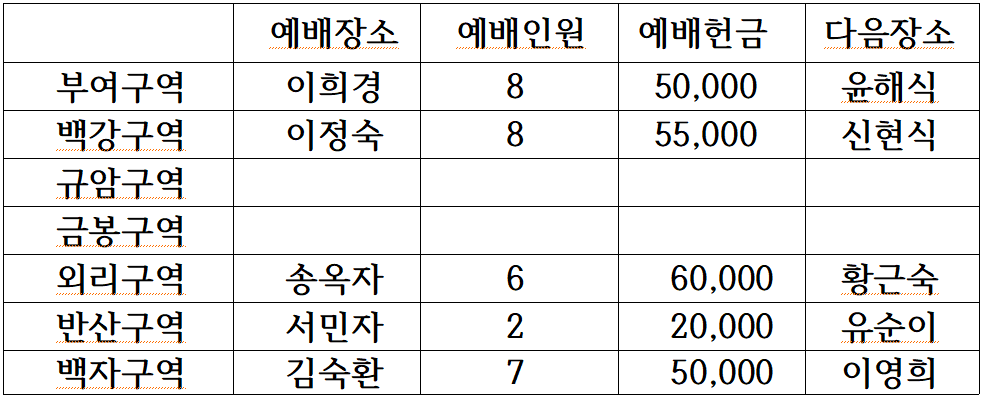 예배장소 예배인원 예배헌금 다음장소
부여구역 이희경 8 50,000 윤해식
백강구역 이정숙 8 55,000 신현식
규암구역
금봉구역
외리구역 송옥자 6 60,000 황근숙
반산구역 서민자 2 20,000 유순이
백자구역 김숙환 7 50,000 이영희